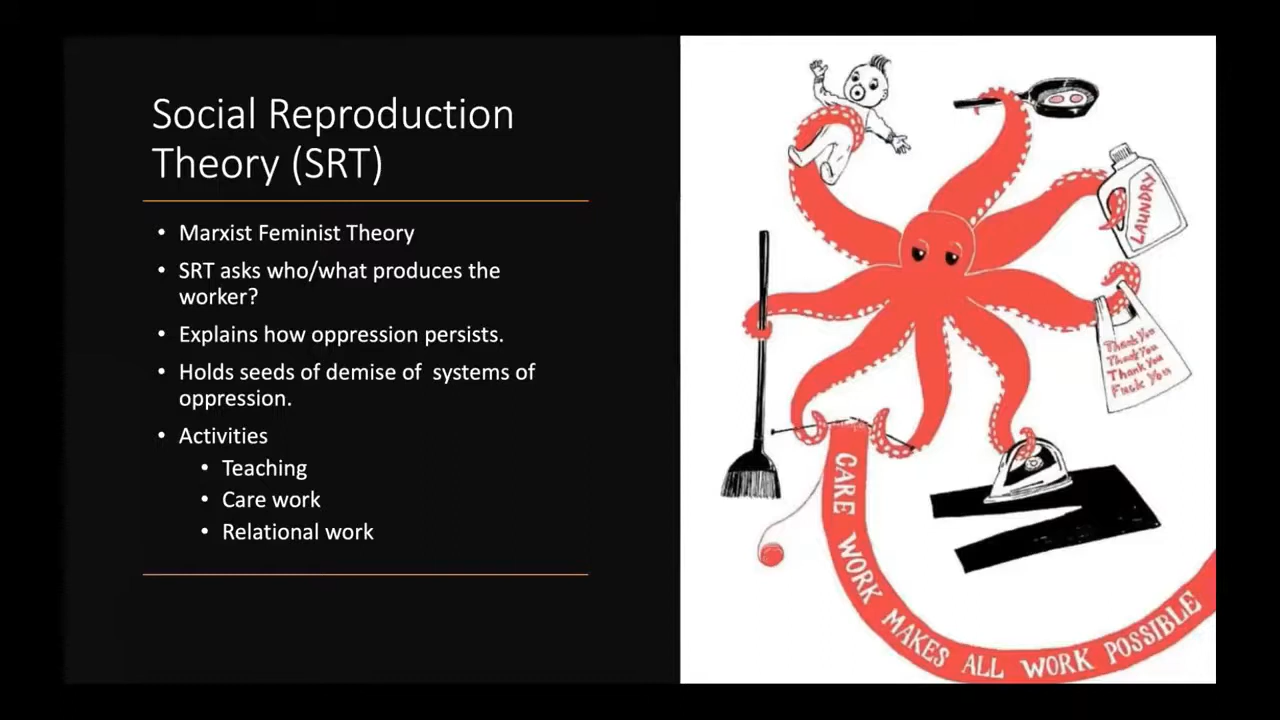 Social Reproduction
Theory (SRT)
• Marxist Feminist Theory
• SRT asks who/what produces the
worker?
• Explains how oppression persists.
• Holds seeds of demise of  systems of
oppression.
• Activities
• Teaching
• Care work
• Relational work
LAUNDRY
Thank You
Thank You
Thank You
Fuck You
CARE WORK MAKES ALL WORK POSSIBLE